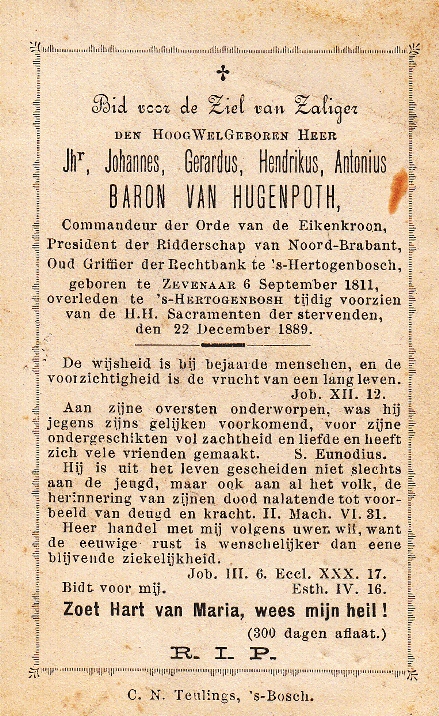 Bid voor de Ziel van Zaliger
DEN HOOGWELGEBOREN HEER
Jhr, Johannes, Gerardus, Hendrikus, Antonius
BARON VAN HUGENPOTH,
Commandeur der Orde van de Eikenkroon,
President der Ridderschap van Noord-Brabant,
Oud Griffier der Rechtbank te 's-Hertogenbosch,
geboren te ZEVENAAR 6 September 1811,
overleden te 's-HERTOGENBOSH tijdig voorzien
van de H.H. Sacramenten der stervenden,
den 22 December 1889.
De wijsheid is bij bejaarde menschen, en de
voorzichtigheid is de vrucht van een lang leven.
Job. XII. 12.
Aan zijne oversten onderworpen, was hij
jegens zijns gelijken voorkomend, voor zijne
ondergeschikten vol zachtheid en liefde en heeft
zich vele vrienden gemaakt. S. Eunodius.
Hij is uit het leven gescheiden niet slechts
aan de jeugd, maar ook aan al het volk, de
herinnering van zijnen dood nalatende tot voor-
beeld van deugd en kracht. II. Mach. VI. 31.
Heer handel met mij volgens uwen wil, want
de eeuwige rust is wenschelijker dan eene
blijvende ziekelijkheid.
Job. III. 6. Eccl. XXX. 17.
Bidt voor mij. Esth. IV. 16.
Zoet Hart van Maria, wees mijn heil!
(300 dagen aflaat.)
R. I. P.
C. N. Teulings, 's-Bosch.